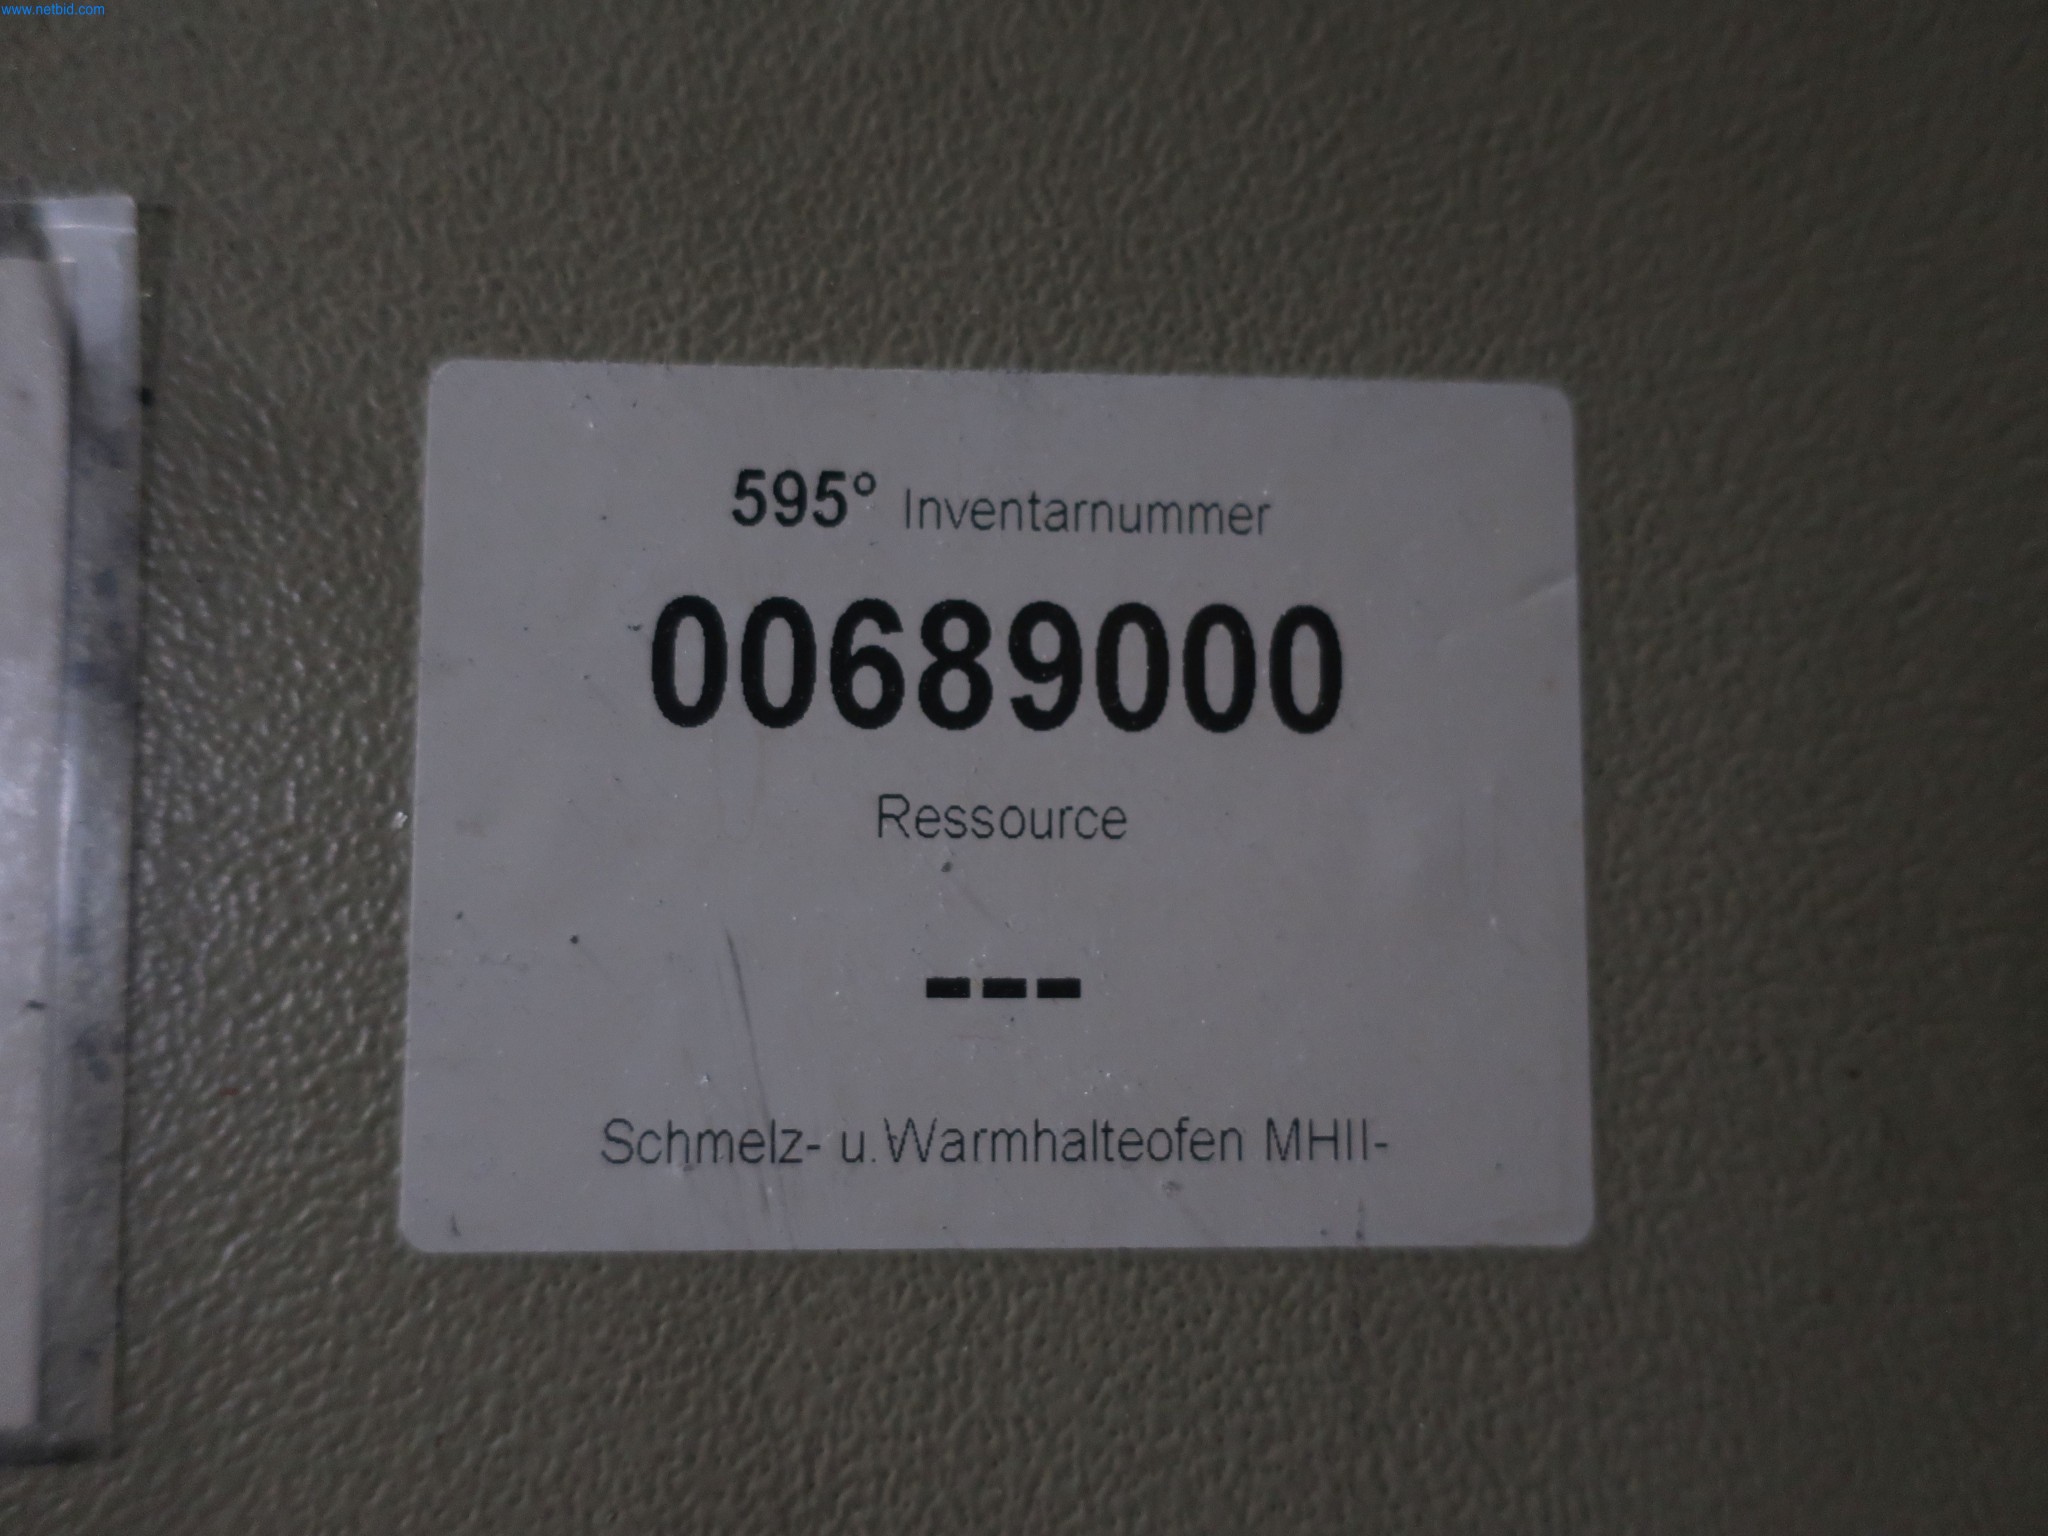 www.netbid.com
595° Inventarnummer
00689000
Ressource
---
Schmelz- u.Warmhalteofen MHII-